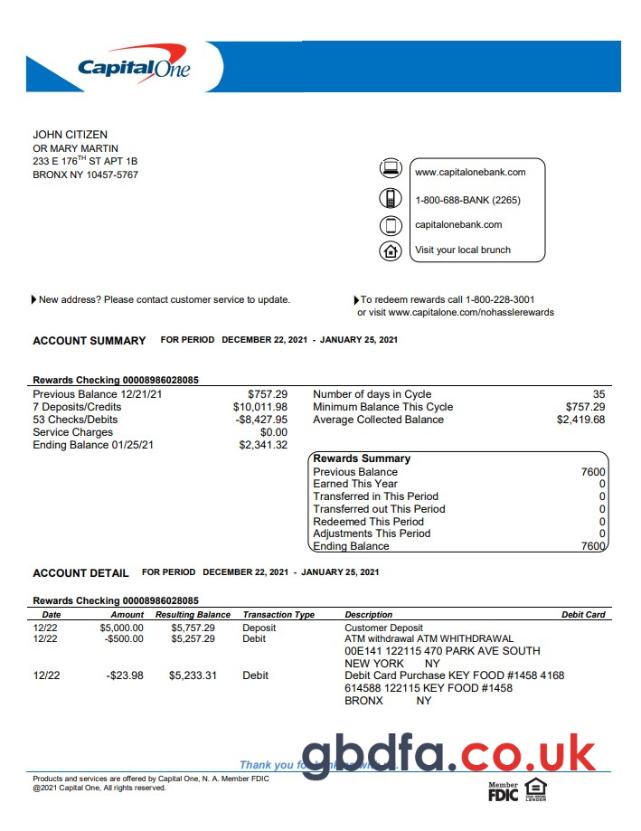 Capital One
JOHN CITIZEN
OR MARY MARTIN
233 E 176TH ST APT 1B
BRONX NY 10457-5767
www.capitalonebank.com
1-800-688-BANK (2265)
capitalonebank.com
Visit your local brunch
New address? Please contact customer service to update.
To redeem rewards call 1-800-228-3001
or visit www.capitalone.com/nohasslerewards
ACCOUNT SUMMARY FOR PERIOD DECEMBER 22, 2021 - JANUARY 25, 2021
Rewards Checking 00008986028085
Previous Balance 12/21/21 $757.29
7 Deposits/Credits $10,011.98
53 Checks/Debits -$8,427.95
Service Charges $0.00
Ending Balance 01/25/21 $2,341.32
Number of days in Cycle 35
Minimum Balance This Cycle $757.29
Average Collected Balance $2,419.68
Rewards Summary
Previous Balance 7600
Earned This Year 0
Transferred in This Period 0
Transferred out This Period 0
Redeemed This Period 0
Adjustments This Period 0
Ending Balance 7600
ACCOUNT DETAIL FOR PERIOD DECEMBER 22, 2021 - JANUARY 25, 2021
Rewards Checking 00008986028085
Date Amount Resulting Balance Transaction Type Description Debit Card
12/22 $5,000.00 $5,757.29 Deposit Customer Deposit
12/22 -$500.00 $5,257.29 Debit ATM withdrawal ATM WHITHDRAWAL
00E141 122115 470 PARK AVE SOUTH
NEW YORK NY
12/22 -$23.98 $5,233.31 Debit Debit Card Purchase KEY FOOD #1458 4168
614588 122115 KEY FOOD #1458
BRONX NY
gbdfa.co.uk
Thank you for
Products and services are offered by Capital One, N. A. Member FDIC
@2021 Capital One, All rights reserved.
Member
FDIC